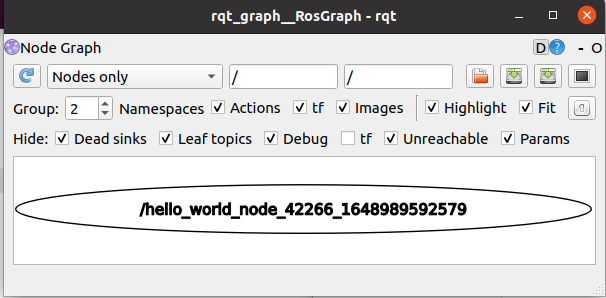 rqt_graph__RosGraph - rqt
Node Graph D ? - O
Nodes only / /
Group: 2 Namespaces Actions tf Images Highlight Fit
Hide: Dead sinks Leaf topics Debug tf Unreachable Params
/hello_world_node_42266_1648989592579